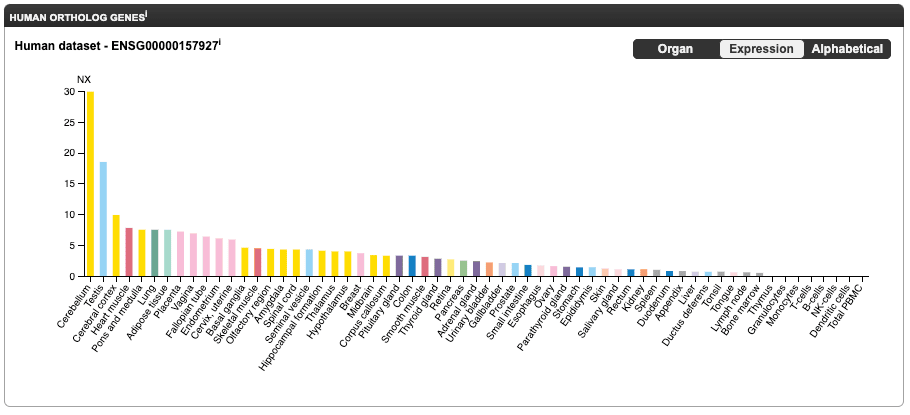 HUMAN ORTHOLOG GENESi
Human dataset - ENSG00000157927i
Organ Expression Alphabetical
NX
30
25
20
15
10
5
0
Cerebellum
Testis
Cerebral cortex
Heart muscle
Pons and medulla
Lung
Adipose tissue
Placenta
Vagina
Fallopian tube
Endometrium
Cervix, uterine
Basal ganglia
Skeletal muscle
Olfactory region
Amygdala
Spinal cord
Seminal vesicle
Hippocampal formation
Thalamus
Hypothalamus
Breast
Midbrain
Corpus callosum
Pituitary gland
Colon
Smooth muscle
Thyroid gland
Retina
Pancreas
Adrenal gland
Urinary bladder
Gallbladder
Prostate
Small intestine
Esophagus
Ovary
Parathyroid gland
Stomach
Epididymis
Skin
Salivary gland
Rectum
Kidney
Spleen
Duodenum
Appendix
Liver
Ductus deferens
Tonsil
Tongue
Lymph node
Bone marrow
Thymus
Granulocytes
Monocytes
T-cells
B-cells
NK-cells
Dendritic cells
Total PBMC